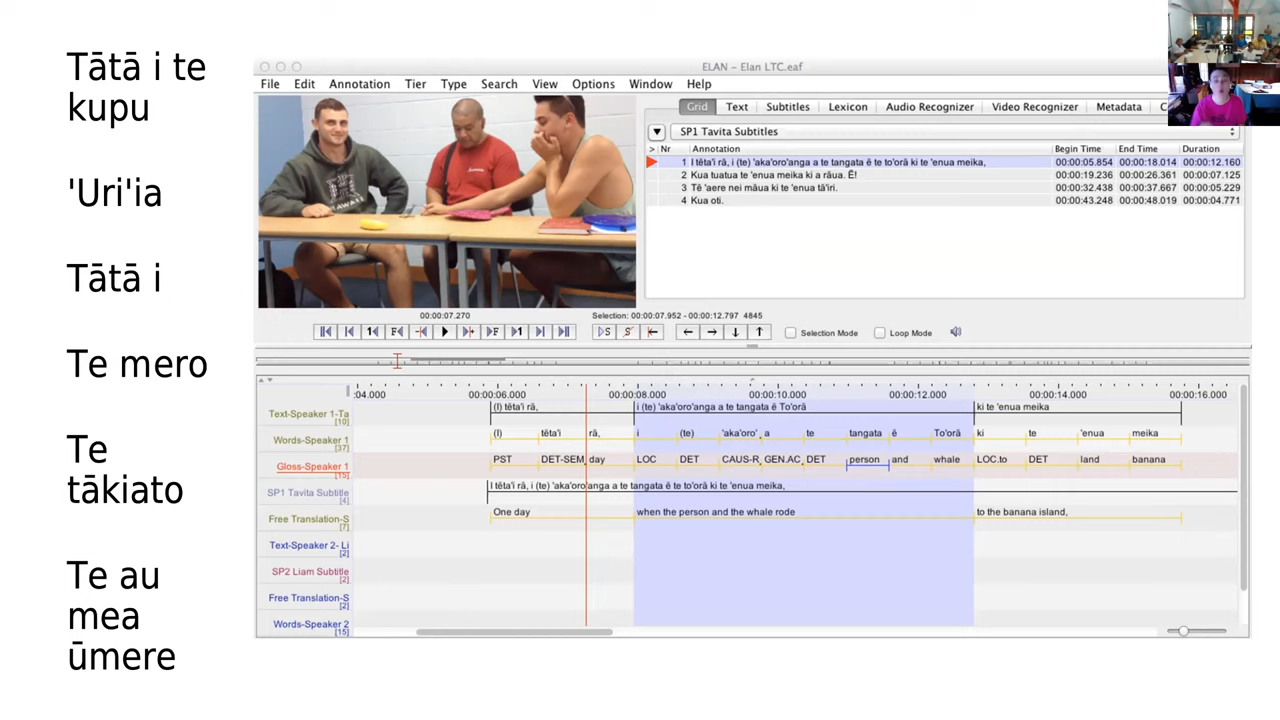 Tātā i te
kupu
'Uri'ia
Tātā i
Te mero
Te
tākiato
Te au
mea
ūmere
ELAN – Elan LTC.eaf
File Edit Annotation Tier Type Search View Options Window Help
Grid Text Subtitles Lexicon Audio Recognizer Video Recognizer Metadata C
SP1 Tavita Subtitles
> Nr Annotation Begin Time End Time Duration
1 I tēta'i rā, i (te) 'aka'oro'anga a te tangata ē te to'orā ki te 'enua meika, 00:00:05.854 00:00:18.014 00:00:12.160
2 Kua tuatua te 'enua meika ki a rāua. Ē! 00:00:19.236 00:00:26.361 00:00:07.125
3 Tē 'aere nei māua ki te 'enua tā'iri. 00:00:32.438 00:00:37.667 00:00:05.229
4 Kua oti. 00:00:43.248 00:00:48.019 00:00:04.771
00:00:07.270 Selection: 00:00:07.952 - 00:00:12.797 4845
Selection Mode Loop Mode
:04.000 00:00:06.000 00:00:08.000 00:00:10.000 00:00:12.000 00:00:14.000 00:00:16.000
Text-Speaker 1-Ta [10] (I) tēta'i rā, i (te) 'aka'oro'anga a te tangata ē To'orā ki te 'enua meika
Words-Speaker 1 [37] (I) tēta'i rā, i (te) 'aka'oro' a te tangata ē To'orā ki te 'enua meika
Gloss-Speaker 1 [15] PST DET-SEM day LOC DET CAUS-R GEN.AC DET person and whale LOC.to DET land banana
SP1 Tavita Subtitle [4] I tēta'i rā, i (te) 'aka'oro'anga a te tangata ē te to'orā ki te 'enua meika,
Free Translation-S [7] One day when the person and the whale rode to the banana island,
Text-Speaker 2- Li [2]
SP2 Liam Subtitle [2]
Free Translation-S [2]
Words-Speaker 2 [15]